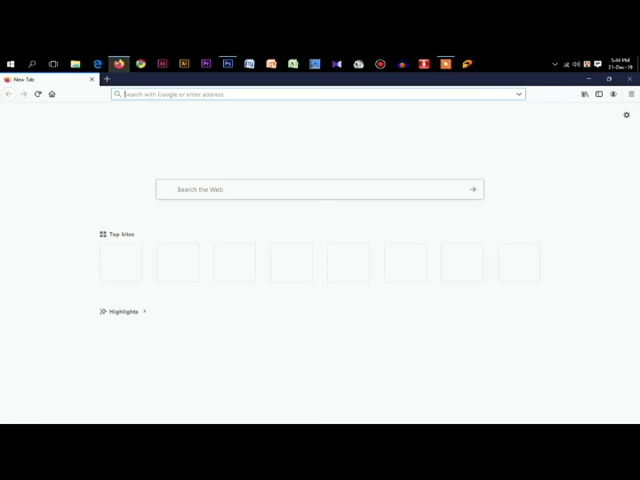 5:44 PM
21-Dec-19
New Tab
Search with Google or enter address
Search the Web
Top Sites
Highlights